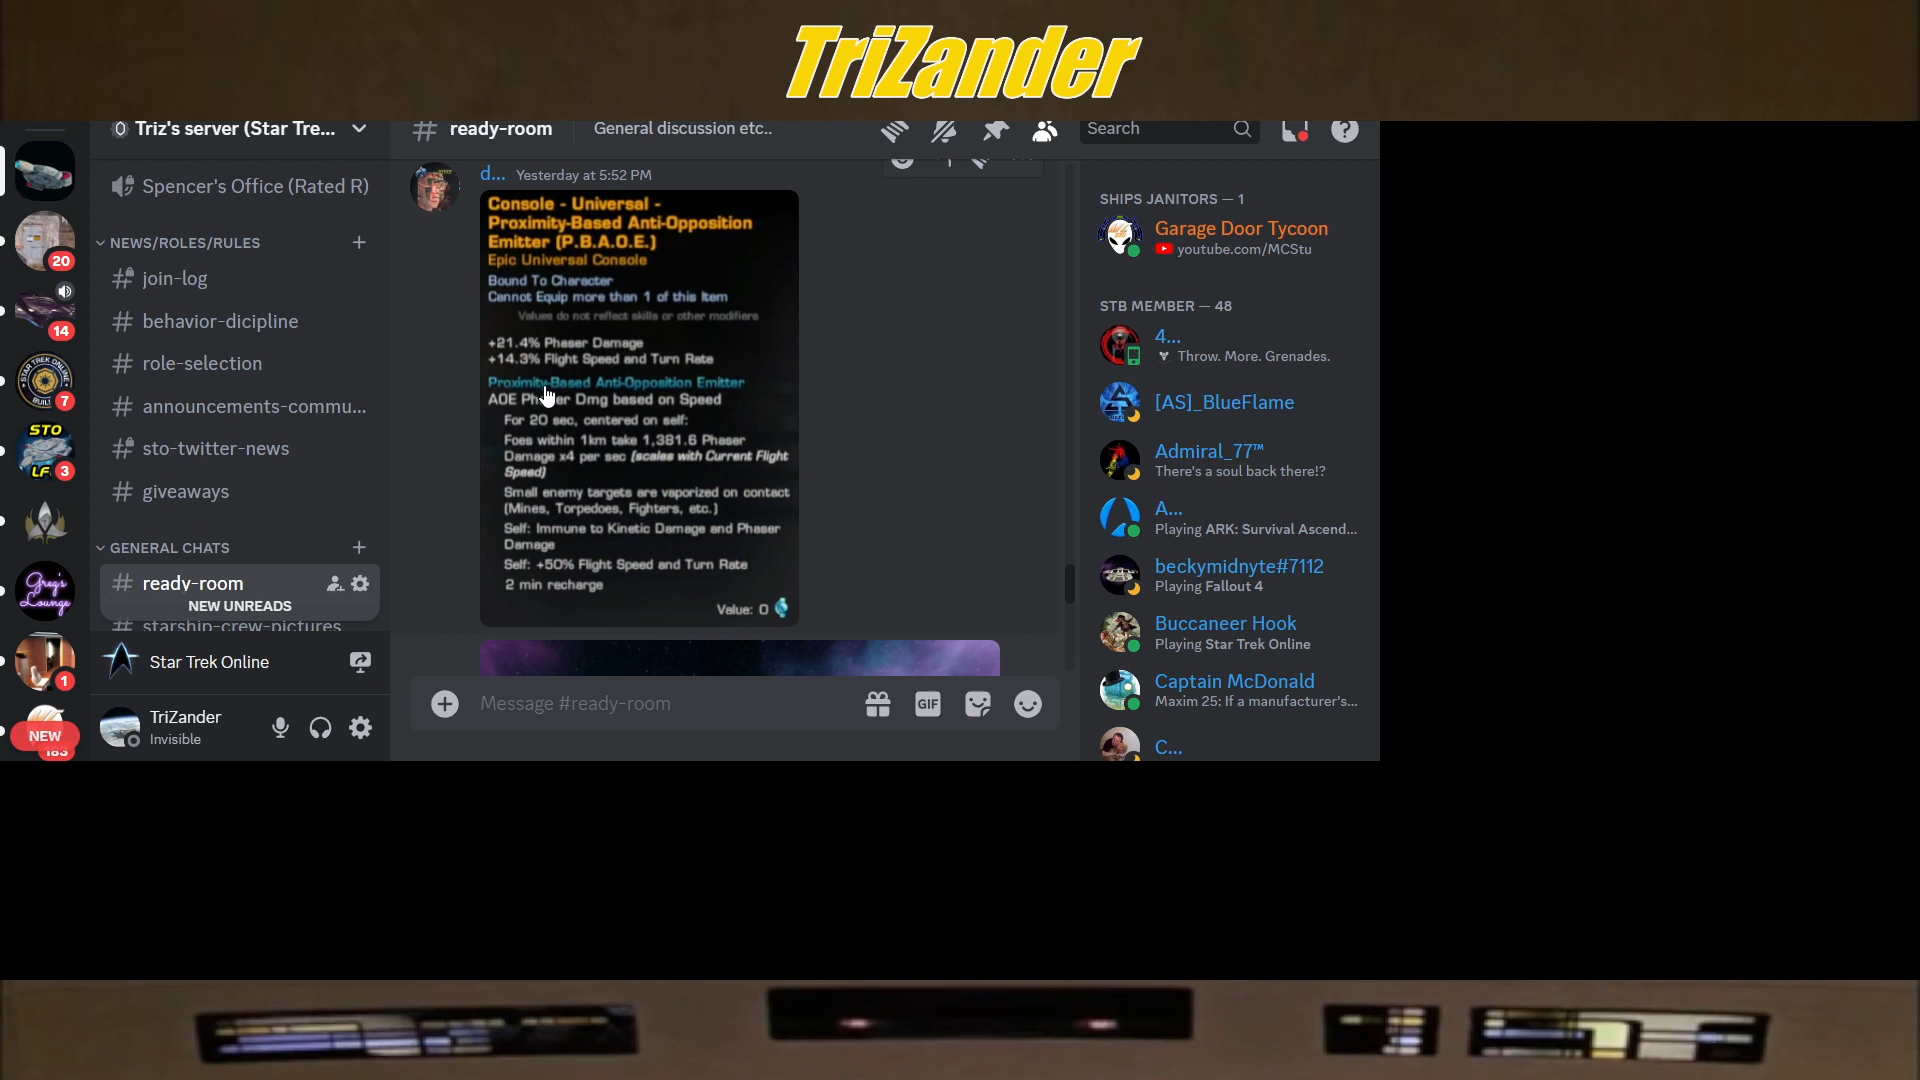 TriZander
Triz's server (Star Tre...
Spencer's Office (Rated R)
NEWS/ROLES/RULES
join-log
behavior-dicipline
role-selection
announcements-commu...
sto-twitter-news
giveaways
GENERAL CHATS
ready-room
NEW UNREADS
starship-crew-pictures
Star Trek Online
TriZander
Invisible
20
14
STAR TREK ONLINE
7
STO
LF
3
Greg's
Lounge
1
NEW
183
ready-room
General discussion etc..
Search
d... Yesterday at 5:52 PM
Console - Universal -
Proximity-Based Anti-Opposition
Emitter (P.B.A.O.E.)
Epic Universal Console
Bound To Character
Cannot Equip more than 1 of this Item
Values do not reflect skills or other modifiers
+21.4% Phaser Damage
+14.3% Flight Speed and Turn Rate
Proximity-Based Anti-Opposition Emitter
AOE Phaser Dmg based on Speed
For 20 sec, centered on self:
Foes within 1km take 1,381.6 Phaser
Damage x4 per sec (scales with Current Flight
Speed)
Small enemy targets are vaporized on contact
(Mines, Torpedoes, Fighters, etc.)
Self: Immune to Kinetic Damage and Phaser
Damage
Self: +50% Flight Speed and Turn Rate
2 min recharge
Value: 0
Message #ready-room
GIF
SHIPS JANITORS — 1
Garage Door Tycoon
youtube.com/MCStu
STB MEMBER — 48
4...
Throw. More. Grenades.
[AS]_BlueFlame
Admiral_77™
There's a soul back there!?
A...
Playing ARK: Survival Ascend...
beckymidnyte#7112
Playing Fallout 4
Buccaneer Hook
Playing Star Trek Online
Captain McDonald
Maxim 25: If a manufacturer's...
C...